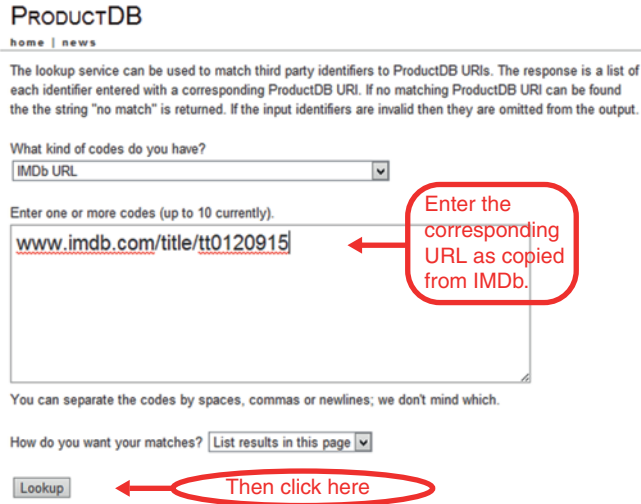 PRODUCTDB
home | news
The lookup service can be used to match third party identifiers to ProductDB URIs. The response is a list of
each identifier entered with a corresponding ProductDB URI. If no matching ProductDB URI can be found
the the string "no match" is returned. If the input identifiers are invalid then they are omitted from the output.
What kind of codes do you have?
IMDb URL
Enter one or more codes (up to 10 currently).
www.imdb.com/title/tt0120915
Enter the
corresponding
URL as copied
from IMDb.
You can separate the codes by spaces, commas or newlines; we don't mind which.
How do you want your matches? List results in this page
Lookup
Then click here